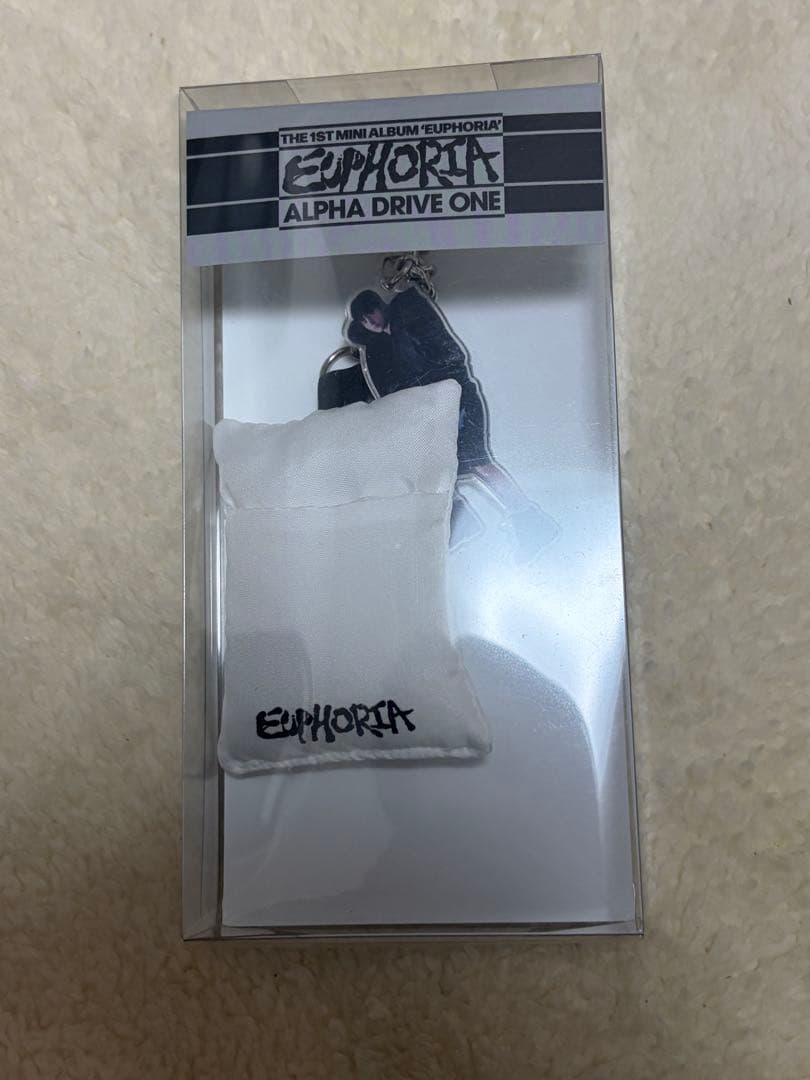 THE 1ST MINI ALBUM 'EUPHORIA'
EUPHORIA
ALPHA DRIVE ONE
EUPHORIA